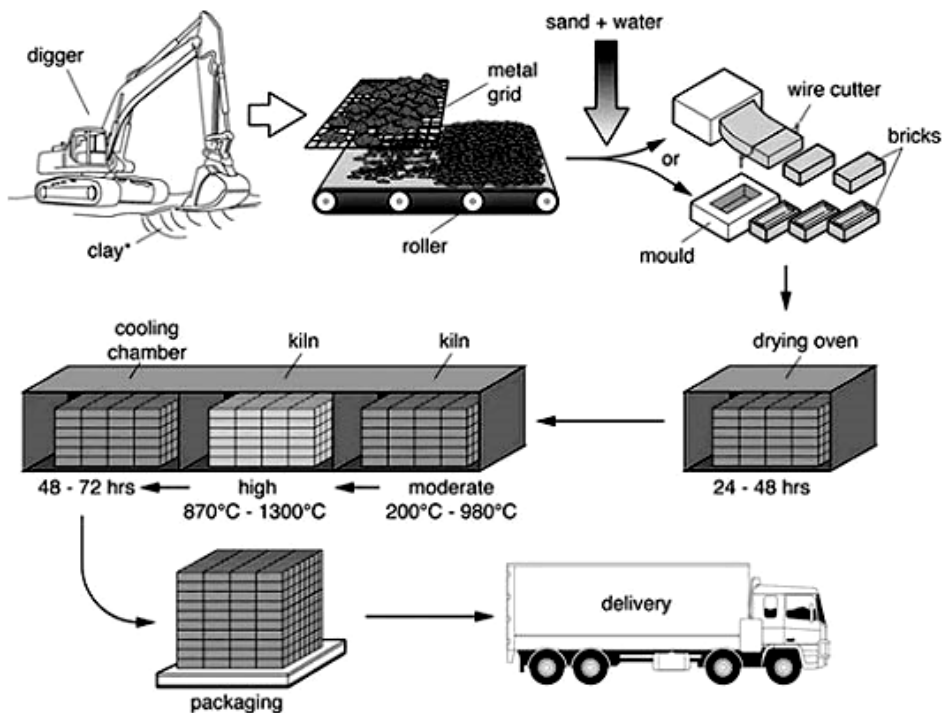 sand + water
digger
metal
grid
wire cutter
bricks
or
clay*
roller
mould
cooling
chamber
kiln
kiln
drying oven
48 - 72 hrs
high
870°C - 1300°C
moderate
200°C - 980°C
24 - 48 hrs
delivery
packaging